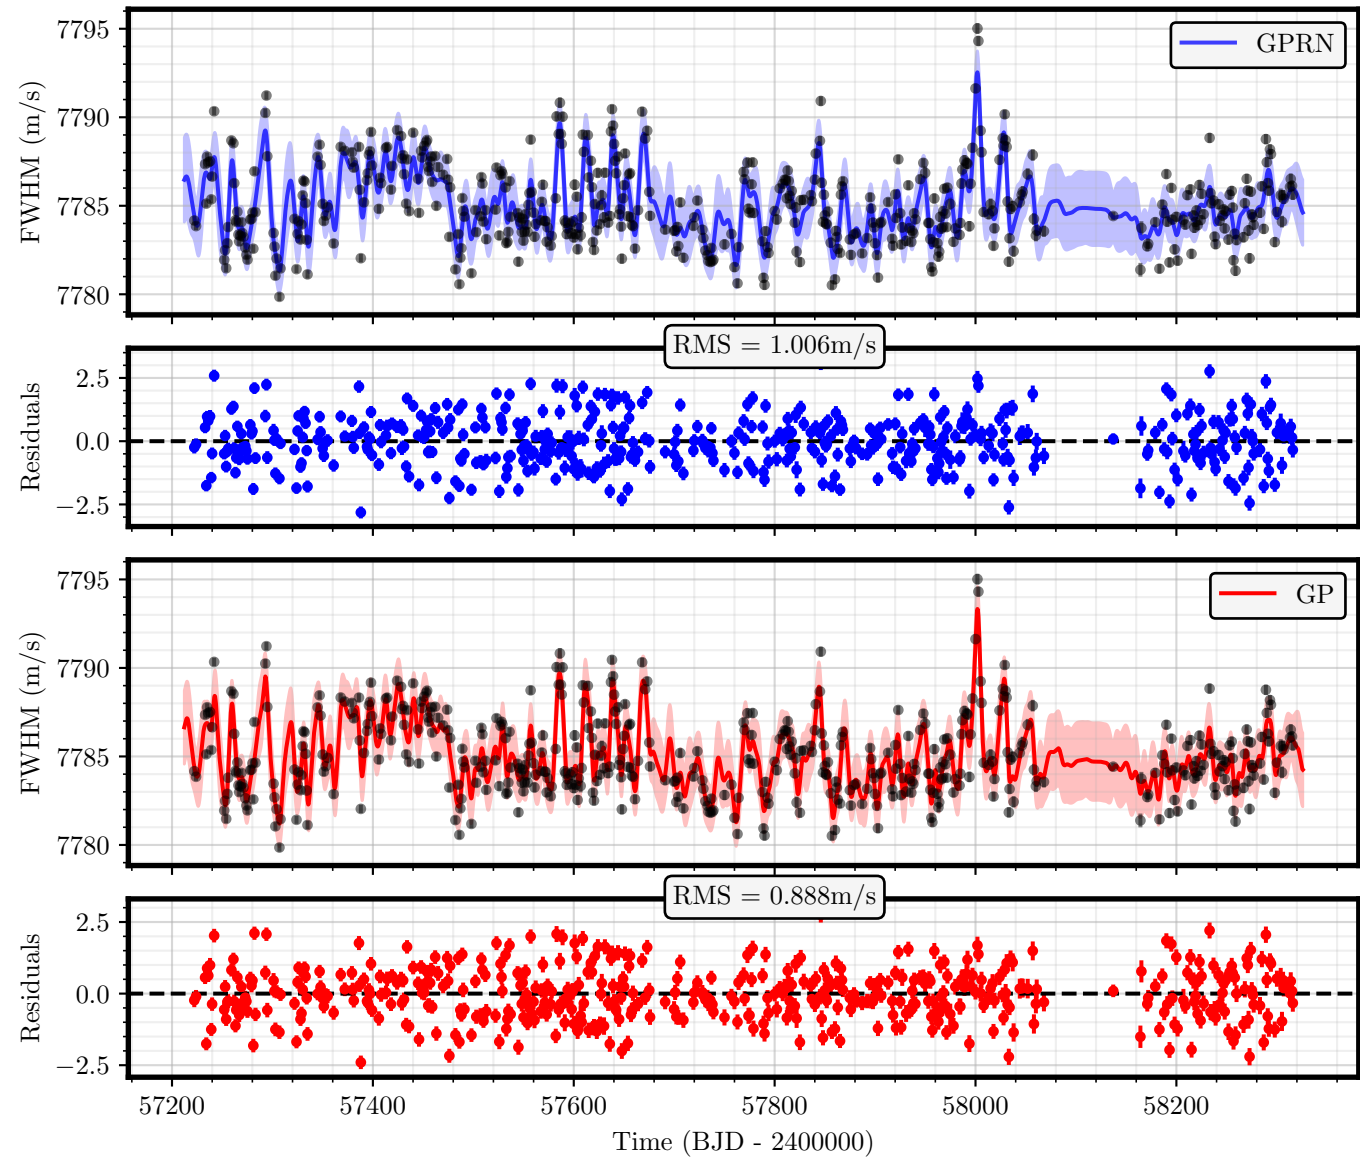 FWHM (m/s)
7795
7790
7785
7780
GPRN
RMS = 1.006m/s
Residuals
2.5
0.0
−2.5
FWHM (m/s)
7795
7790
7785
7780
GP
RMS = 0.888m/s
Residuals
2.5
0.0
−2.5
57200 57400 57600 57800 58000 58200
Time (BJD - 2400000)